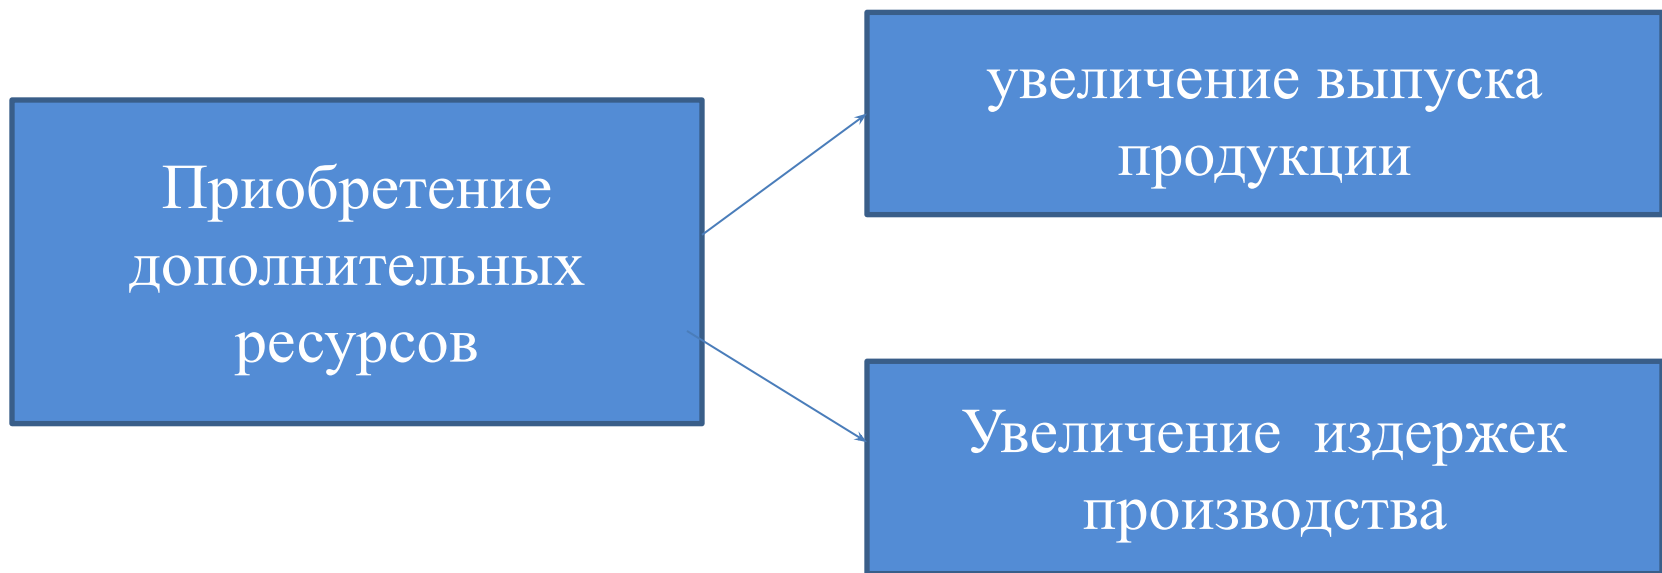 Приобретение
дополнительных
ресурсов
увеличение выпуска
продукции
Увеличение  издержек
производства